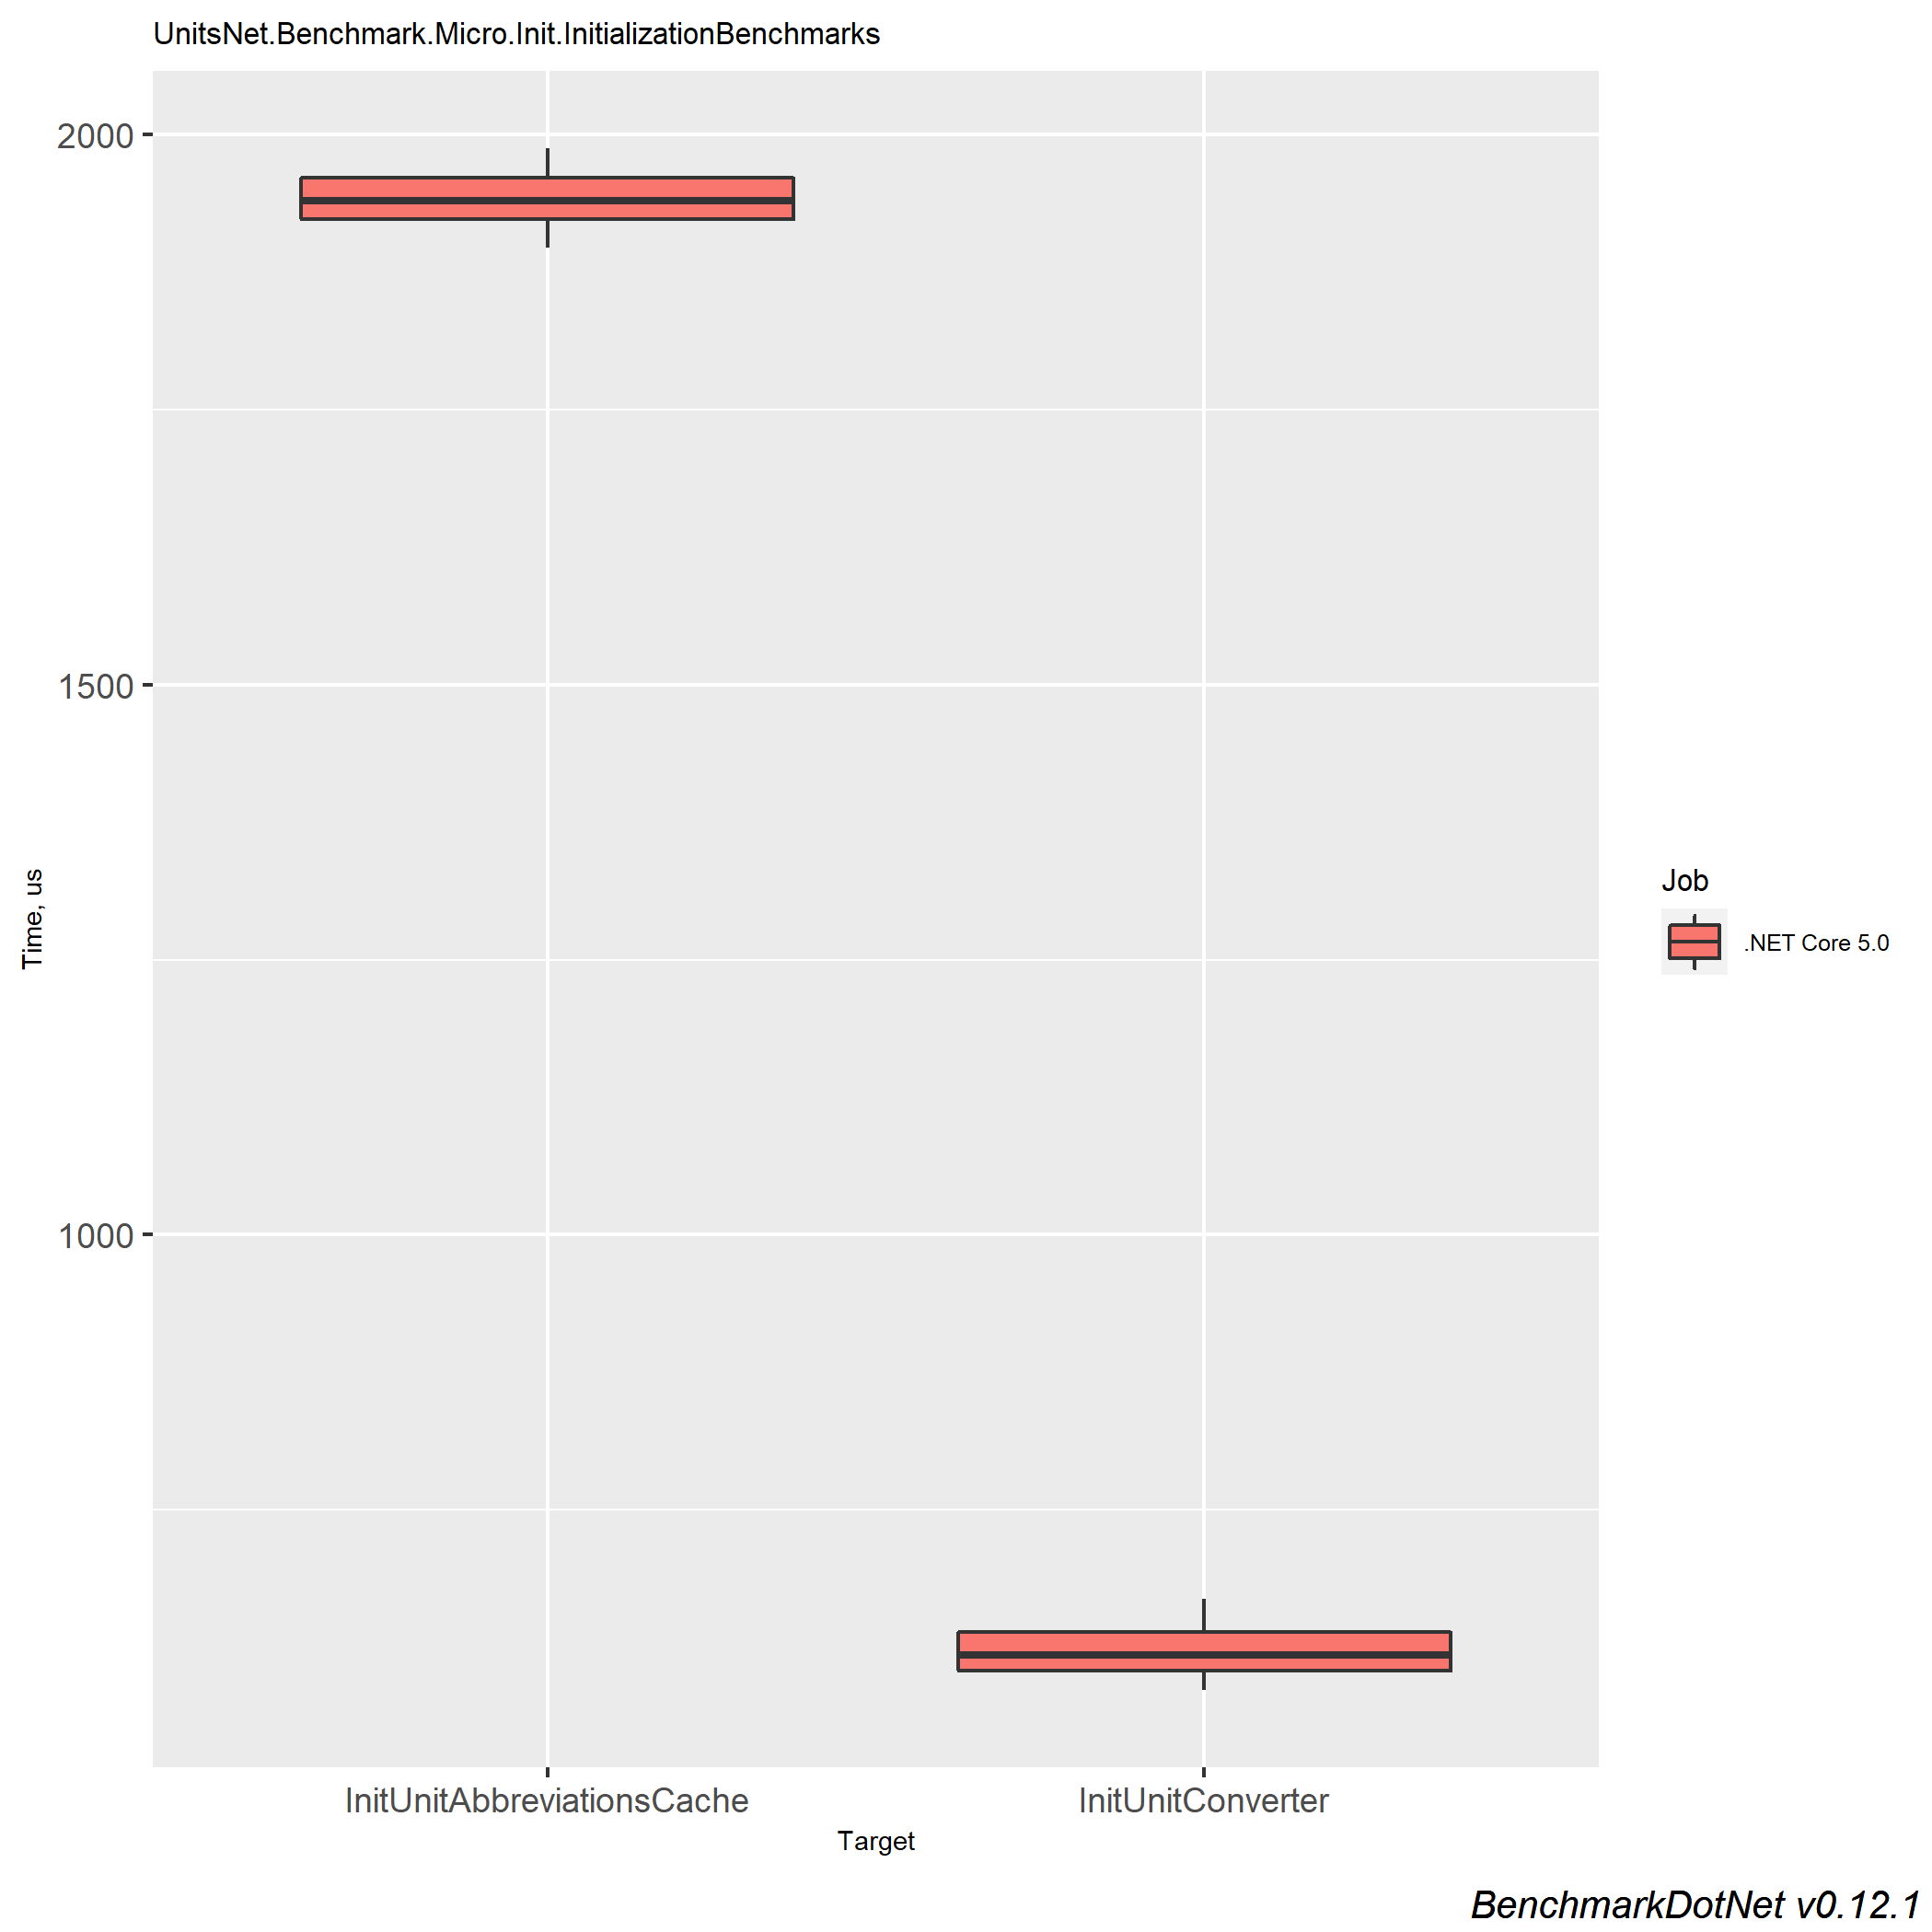 UnitsNet.Benchmark.Micro.Init.InitializationBenchmarks
2000
1500
1000
Time, us
InitUnitAbbreviationsCache
InitUnitConverter
Target
Job
.NET Core 5.0
BenchmarkDotNet v0.12.1